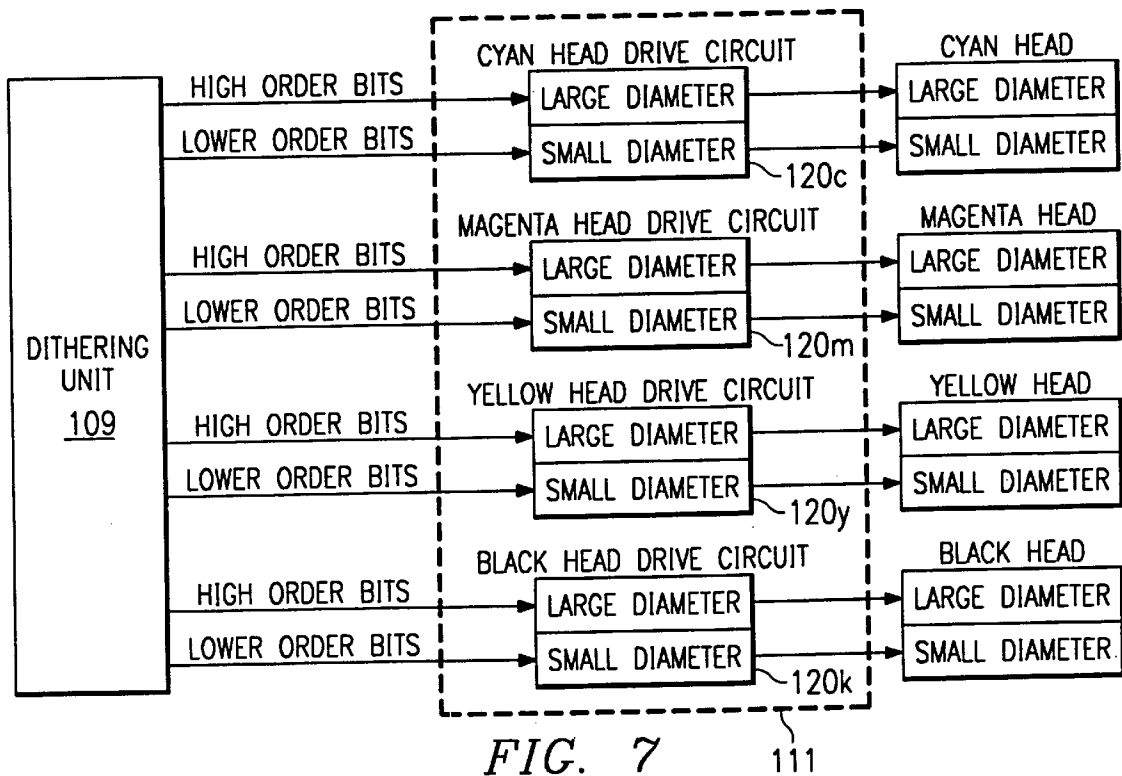 CYAN HEAD DRIVE CIRCUIT
CYAN HEAD
HIGH ORDER BITS
LARGE DIAMETER
LARGE DIAMETER
LOWER ORDER BITS
SMALL DIAMETER
SMALL DIAMETER
120c
MAGENTA HEAD DRIVE CIRCUIT
MAGENTA HEAD
HIGH ORDER BITS
LARGE DIAMETER
LARGE DIAMETER
LOWER ORDER BITS
SMALL DIAMETER
SMALL DIAMETER
120m
DITHERING
UNIT
109
YELLOW HEAD DRIVE CIRCUIT
YELLOW HEAD
HIGH ORDER BITS
LARGE DIAMETER
LARGE DIAMETER
LOWER ORDER BITS
SMALL DIAMETER
SMALL DIAMETER
120y
BLACK HEAD DRIVE CIRCUIT
BLACK HEAD
HIGH ORDER BITS
LARGE DIAMETER
LARGE DIAMETER
LOWER ORDER BITS
SMALL DIAMETER
SMALL DIAMETER
120k
111
FIG. 7